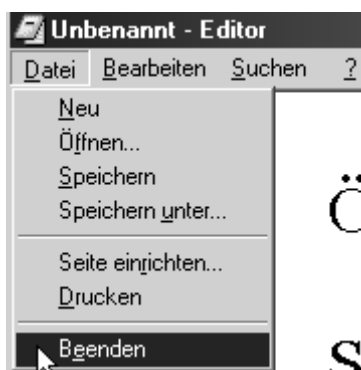 Unbenannt - Editor
Datei Bearbeiten Suchen ?
Neu
Öffnen...
Speichern
Speichern unter...
Seite einrichten...
Drucken
Beenden
Ö
S